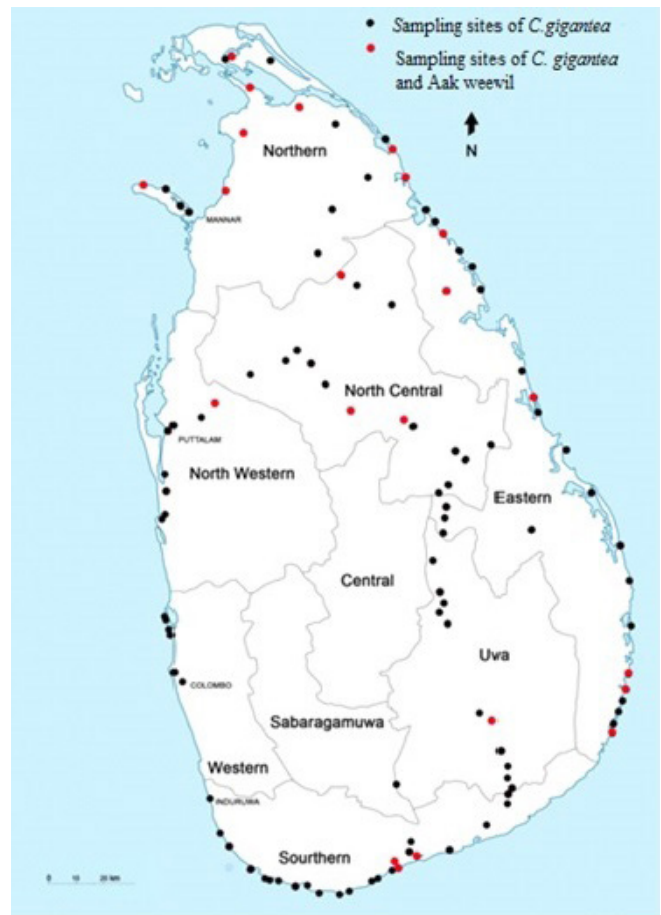 Sampling sites of C.gigantea
Sampling sites of C. gigantea
and Aak weevil
N
Northern
MANNAR
North Central
PUTTALAM
North Western
Eastern
Central
Uva
COLOMBO
Sabaragamuwa
Western
INDURUWA
Sourthern
0 10 20 km